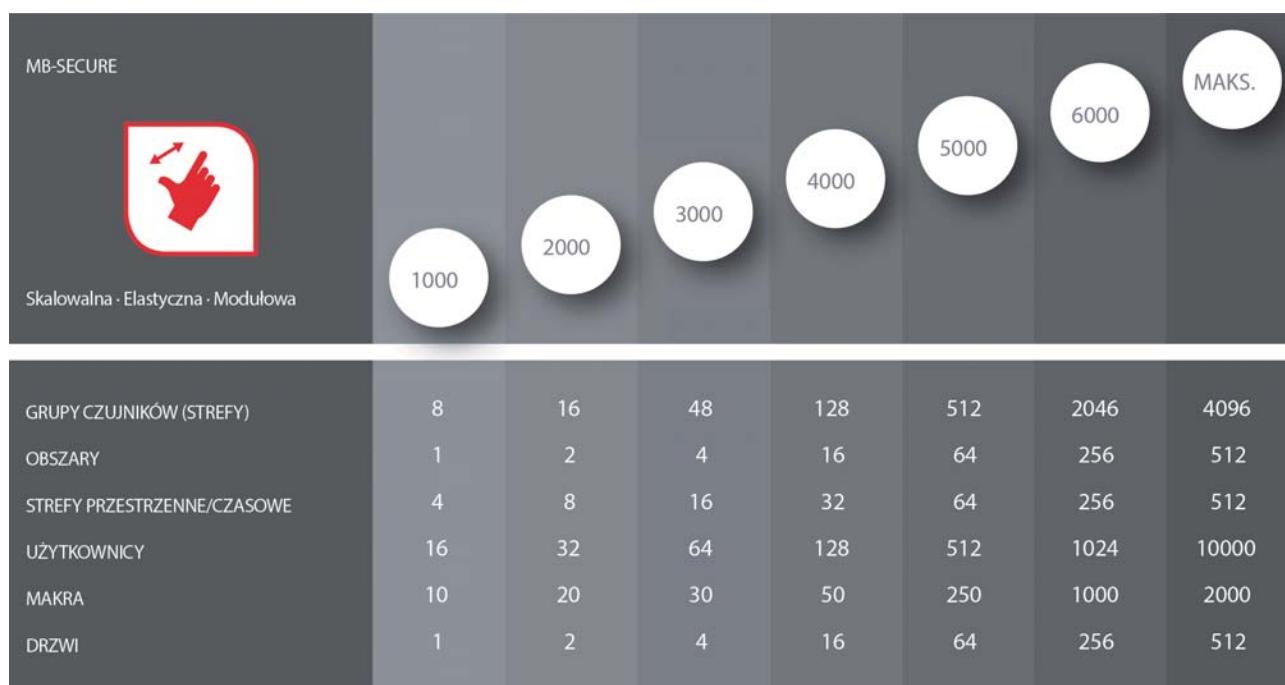 MB-SECURE
Skalowalna · Elastyczna · Modułowa
1000 2000 3000 4000 5000 6000 MAKS.
GRUPY CZUJNIKÓW (STREFY) 8 16 48 128 512 2046 4096
OBSZARY 1 2 4 16 64 256 512
STREFY PRZESTRZENNE/CZASOWE 4 8 16 32 64 256 512
UŻYTKOWNICY 16 32 64 128 512 1024 10000
MAKRA 10 20 30 50 250 1000 2000
DRZWI 1 2 4 16 64 256 512